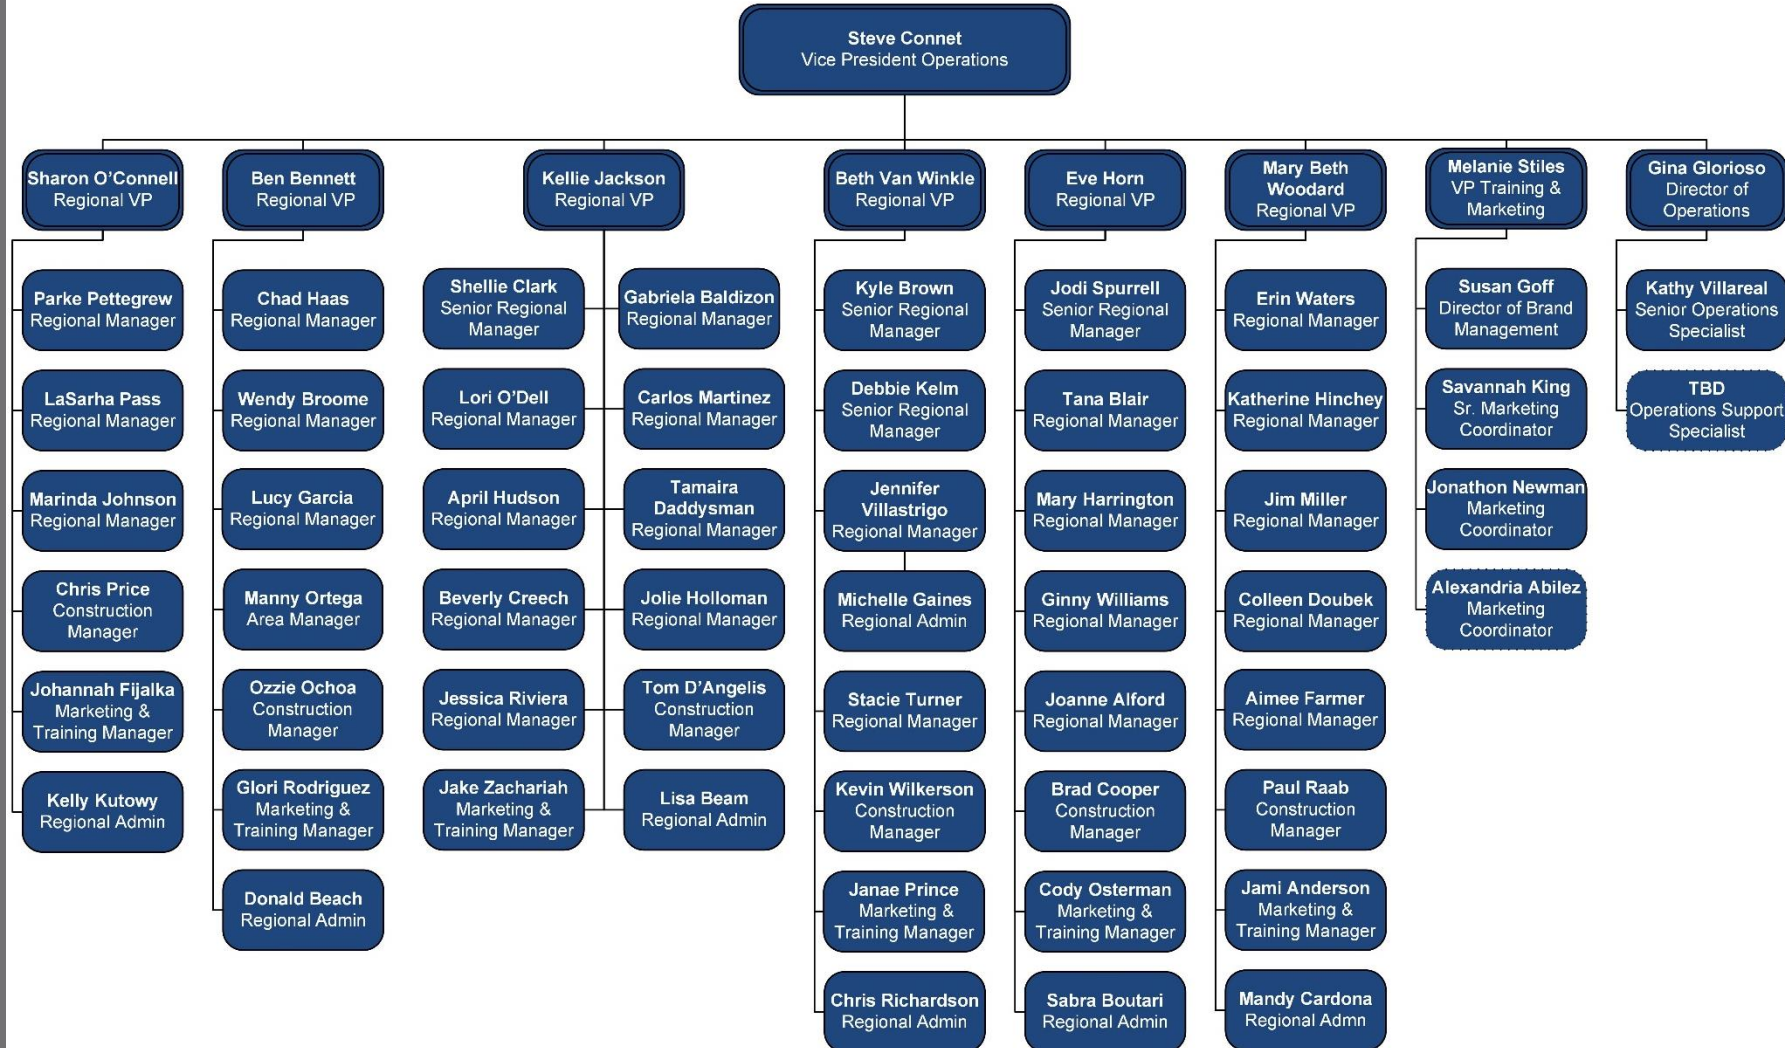 Steve Connet
Vice President Operations
Sharon O'Connell
Regional VP
Parke Pettegrew
Regional Manager
LaSarha Pass
Regional Manager
Marinda Johnson
Regional Manager
Chris Price
Construction
Manager
Johannah Fijalka
Marketing &
Training Manager
Kelly Kutowy
Regional Admin
Ben Bennett
Regional VP
Chad Haas
Regional Manager
Wendy Broome
Regional Manager
Lucy Garcia
Regional Manager
Manny Ortega
Area Manager
Ozzie Ochoa
Construction
Manager
Glori Rodriguez
Marketing &
Training Manager
Donald Beach
Regional Admin
Kellie Jackson
Regional VP
Shellie Clark
Senior Regional
Manager
Lori O'Dell
Regional Manager
April Hudson
Regional Manager
Beverly Creech
Regional Manager
Jessica Riviera
Regional Manager
Jake Zachariah
Marketing &
Training Manager
Gabriela Baldizon
Regional Manager
Carlos Martinez
Regional Manager
Tamaira
Daddysman
Regional Manager
Jolie Holloman
Regional Manager
Tom D'Angelis
Construction
Manager
Lisa Beam
Regional Admin
Beth Van Winkle
Regional VP
Kyle Brown
Senior Regional
Manager
Debbie Kelm
Senior Regional
Manager
Jennifer
Villastrigo
Regional Manager
Michelle Gaines
Regional Admin
Stacie Turner
Regional Manager
Kevin Wilkerson
Construction
Manager
Janae Prince
Marketing &
Training Manager
Chris Richardson
Regional Admin
Eve Horn
Regional VP
Jodi Spurrell
Senior Regional
Manager
Tana Blair
Regional Manager
Mary Harrington
Regional Manager
Ginny Williams
Regional Manager
Joanne Alford
Regional Manager
Brad Cooper
Construction
Manager
Cody Osterman
Marketing &
Training Manager
Sabra Boutari
Regional Admin
Mary Beth
Woodard
Regional VP
Erin Waters
Regional Manager
Katherine Hinchey
Regional Manager
Jim Miller
Regional Manager
Colleen Doubek
Regional Manager
Aimee Farmer
Regional Manager
Paul Raab
Construction
Manager
Jami Anderson
Marketing &
Training Manager
Mandy Cardona
Regional Admn
Melanie Stiles
VP Training &
Marketing
Susan Goff
Director of Brand
Management
Savannah King
Sr. Marketing
Coordinator
Jonathon Newman
Marketing
Coordinator
Alexandria Abilez
Marketing
Coordinator
Gina Glorioso
Director of
Operations
Kathy Villareal
Senior Operations
Specialist
TBD
Operations Support
Specialist